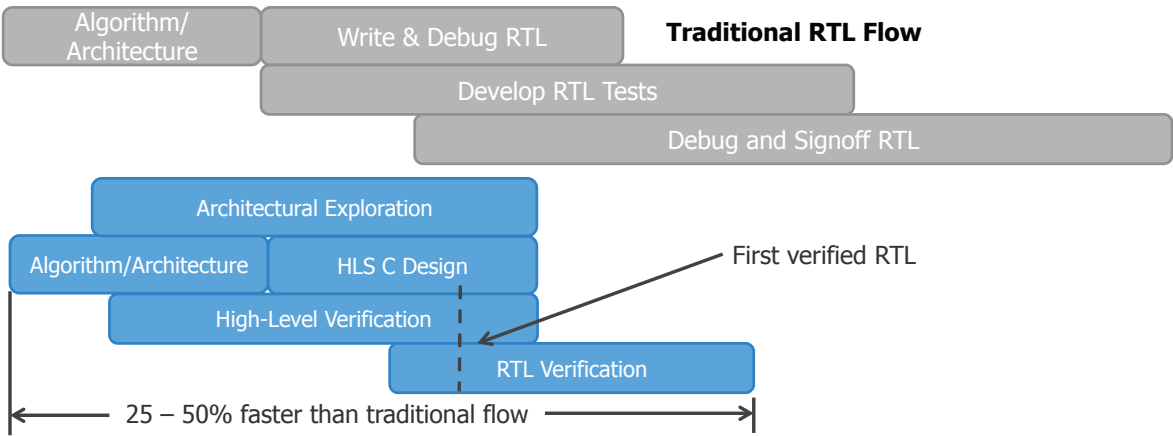 Algorithm/
Architecture
Write & Debug RTL
Traditional RTL Flow
Develop RTL Tests
Debug and Signoff RTL
Architectural Exploration
Algorithm/Architecture
HLS C Design
First verified RTL
High-Level Verification
RTL Verification
25 – 50% faster than traditional flow